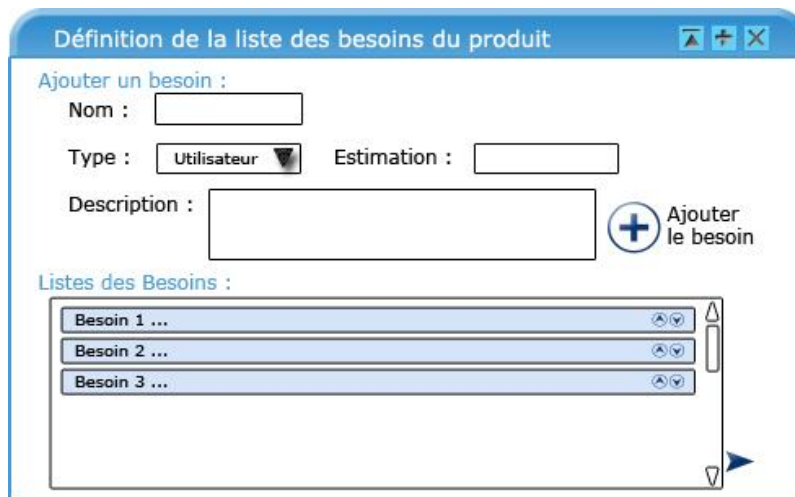 Définition de la liste des besoins du produit
Ajouter un besoin :
Nom :
Type : Utilisateur Estimation :
Description :
Ajouter
le besoin
Listes des Besoins :
Besoin 1 ...
Besoin 2 ...
Besoin 3 ...